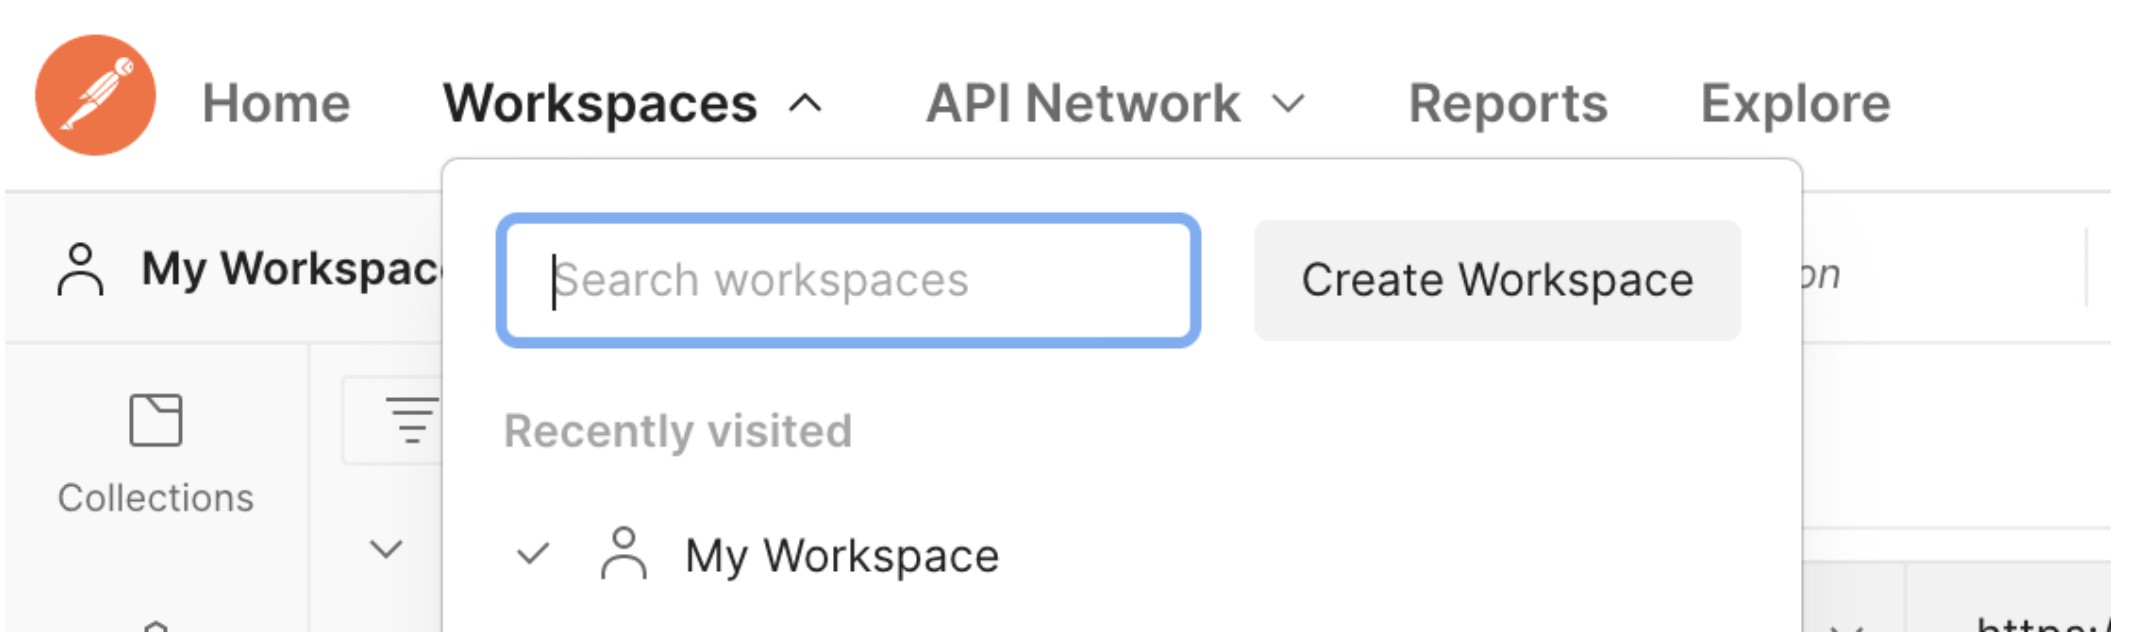 Home Workspaces API Network Reports Explore
My Workspac
Search workspaces Create Workspace
on
Recently visited
Collections
My Workspace
https:/